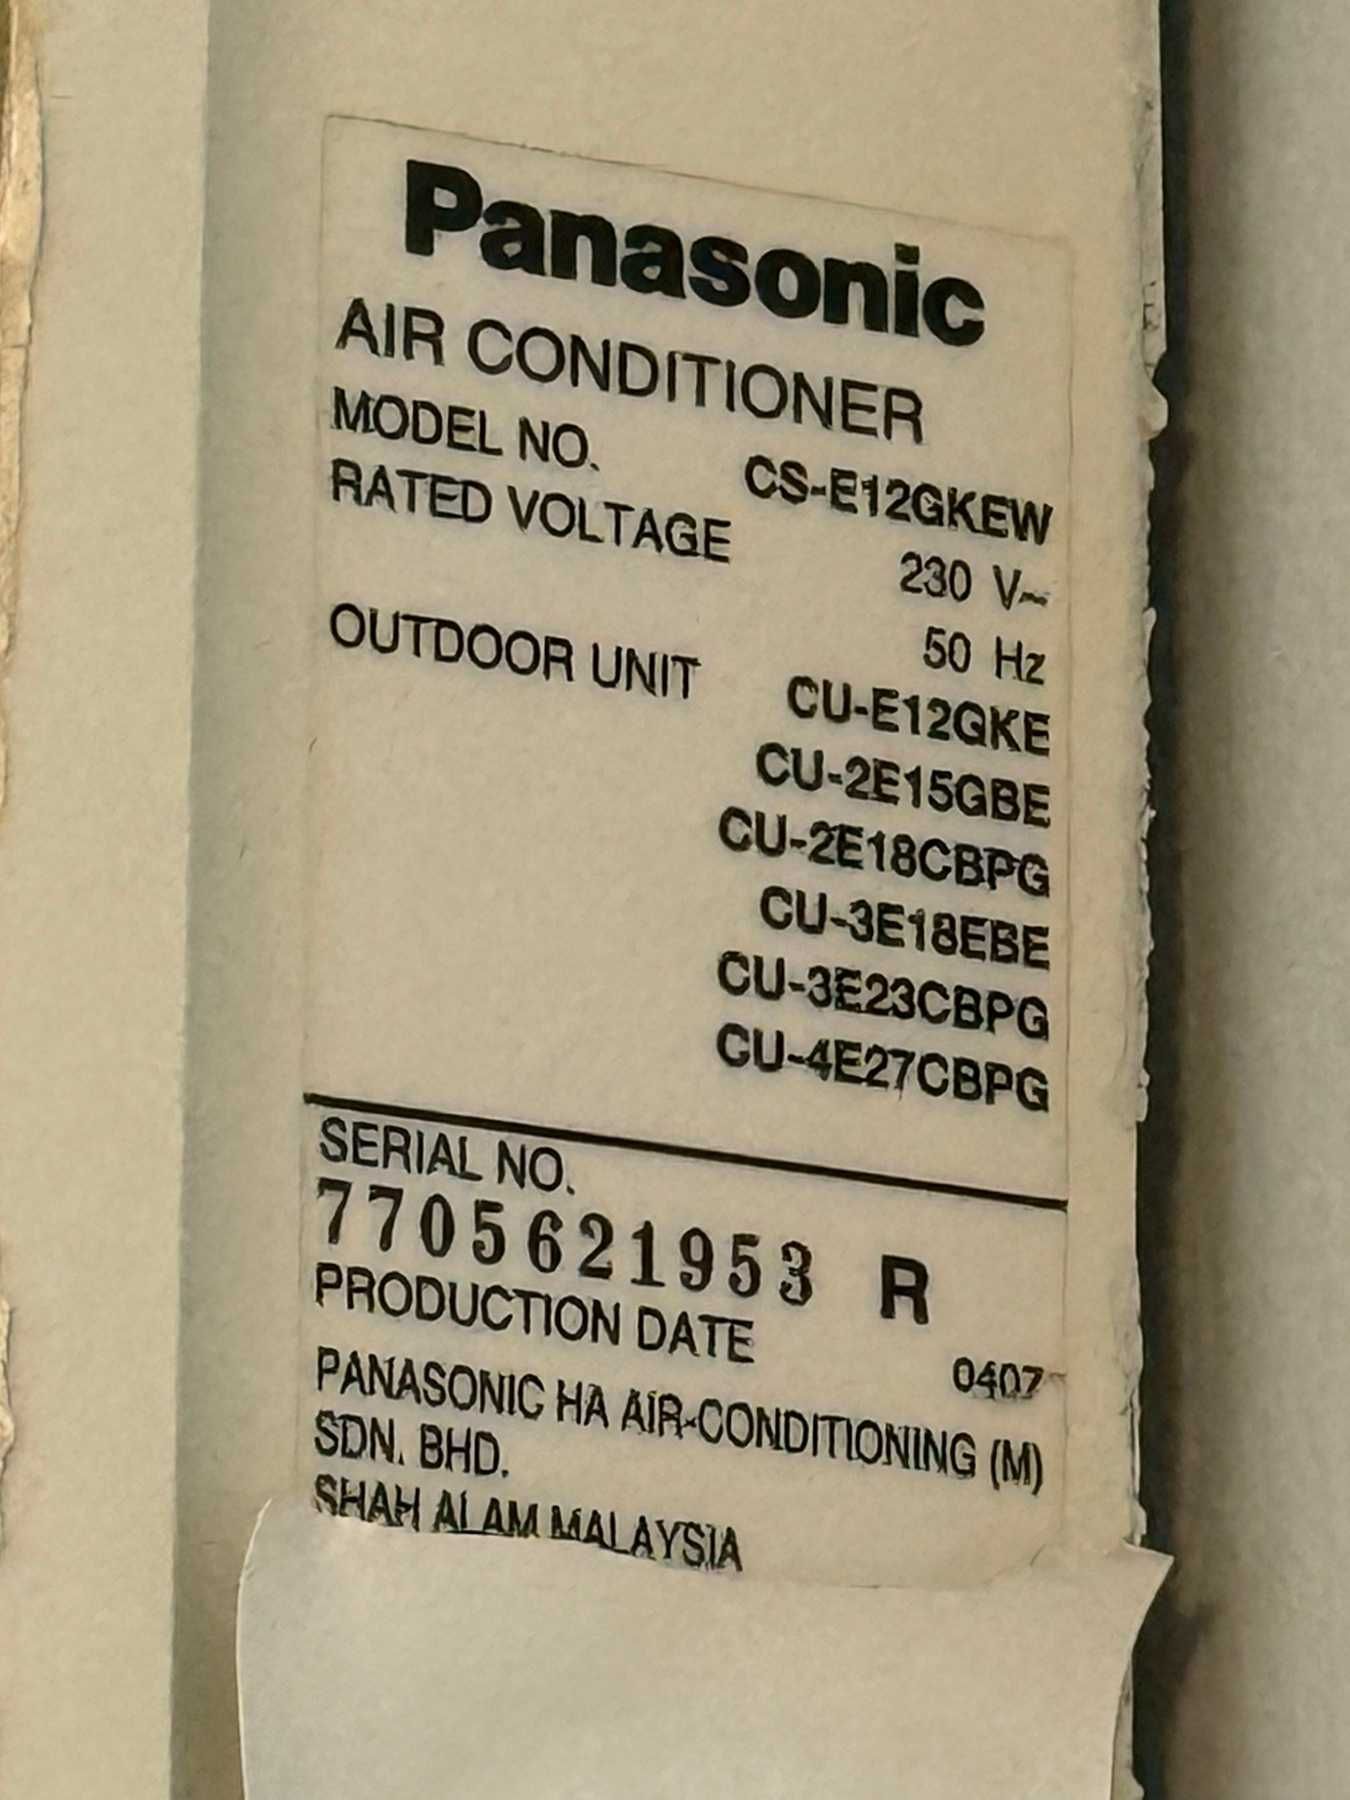 Panasonic
AIR CONDITIONER
MODEL NO. CS-E12GKEW
RATED VOLTAGE 230 V~
50 Hz
OUTDOOR UNIT CU-E12GKE
CU-2E15GBE
CU-2E18CBPG
CU-3E18EBE
CU-3E23CBPG
CU-4E27CBPG
SERIAL NO.
7705621953 R
PRODUCTION DATE 0407
PANASONIC HA AIR-CONDITIONING (M)
SDN. BHD.
SHAH ALAM MALAYSIA